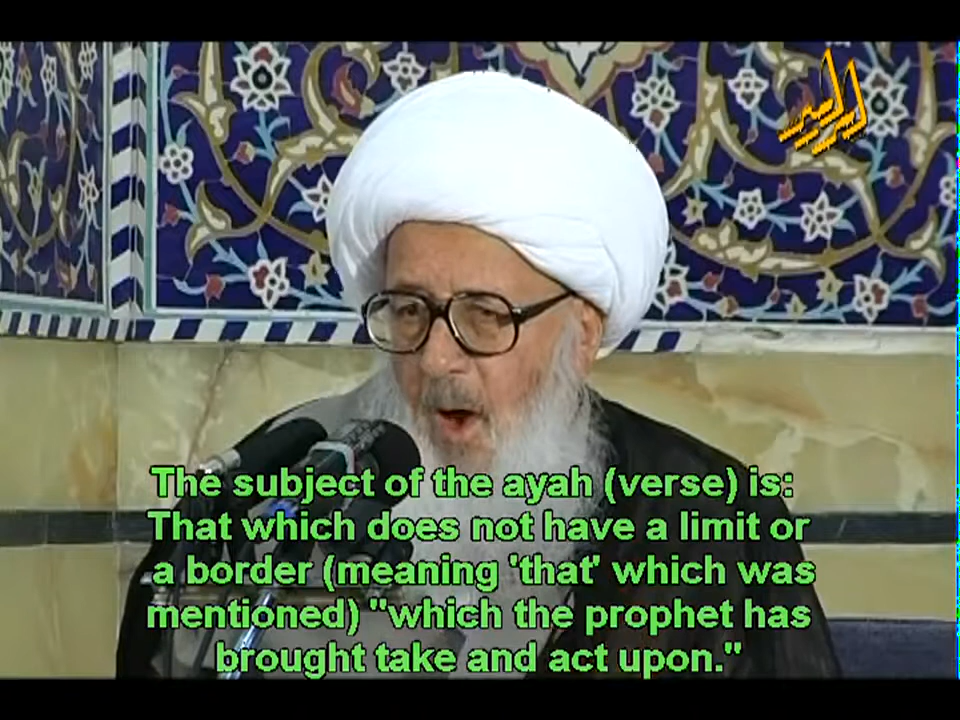 The subject of the ayah (verse) is:
That which does not have a limit or
a border (meaning 'that' which was
mentioned) "which the prophet has
brought take and act upon."